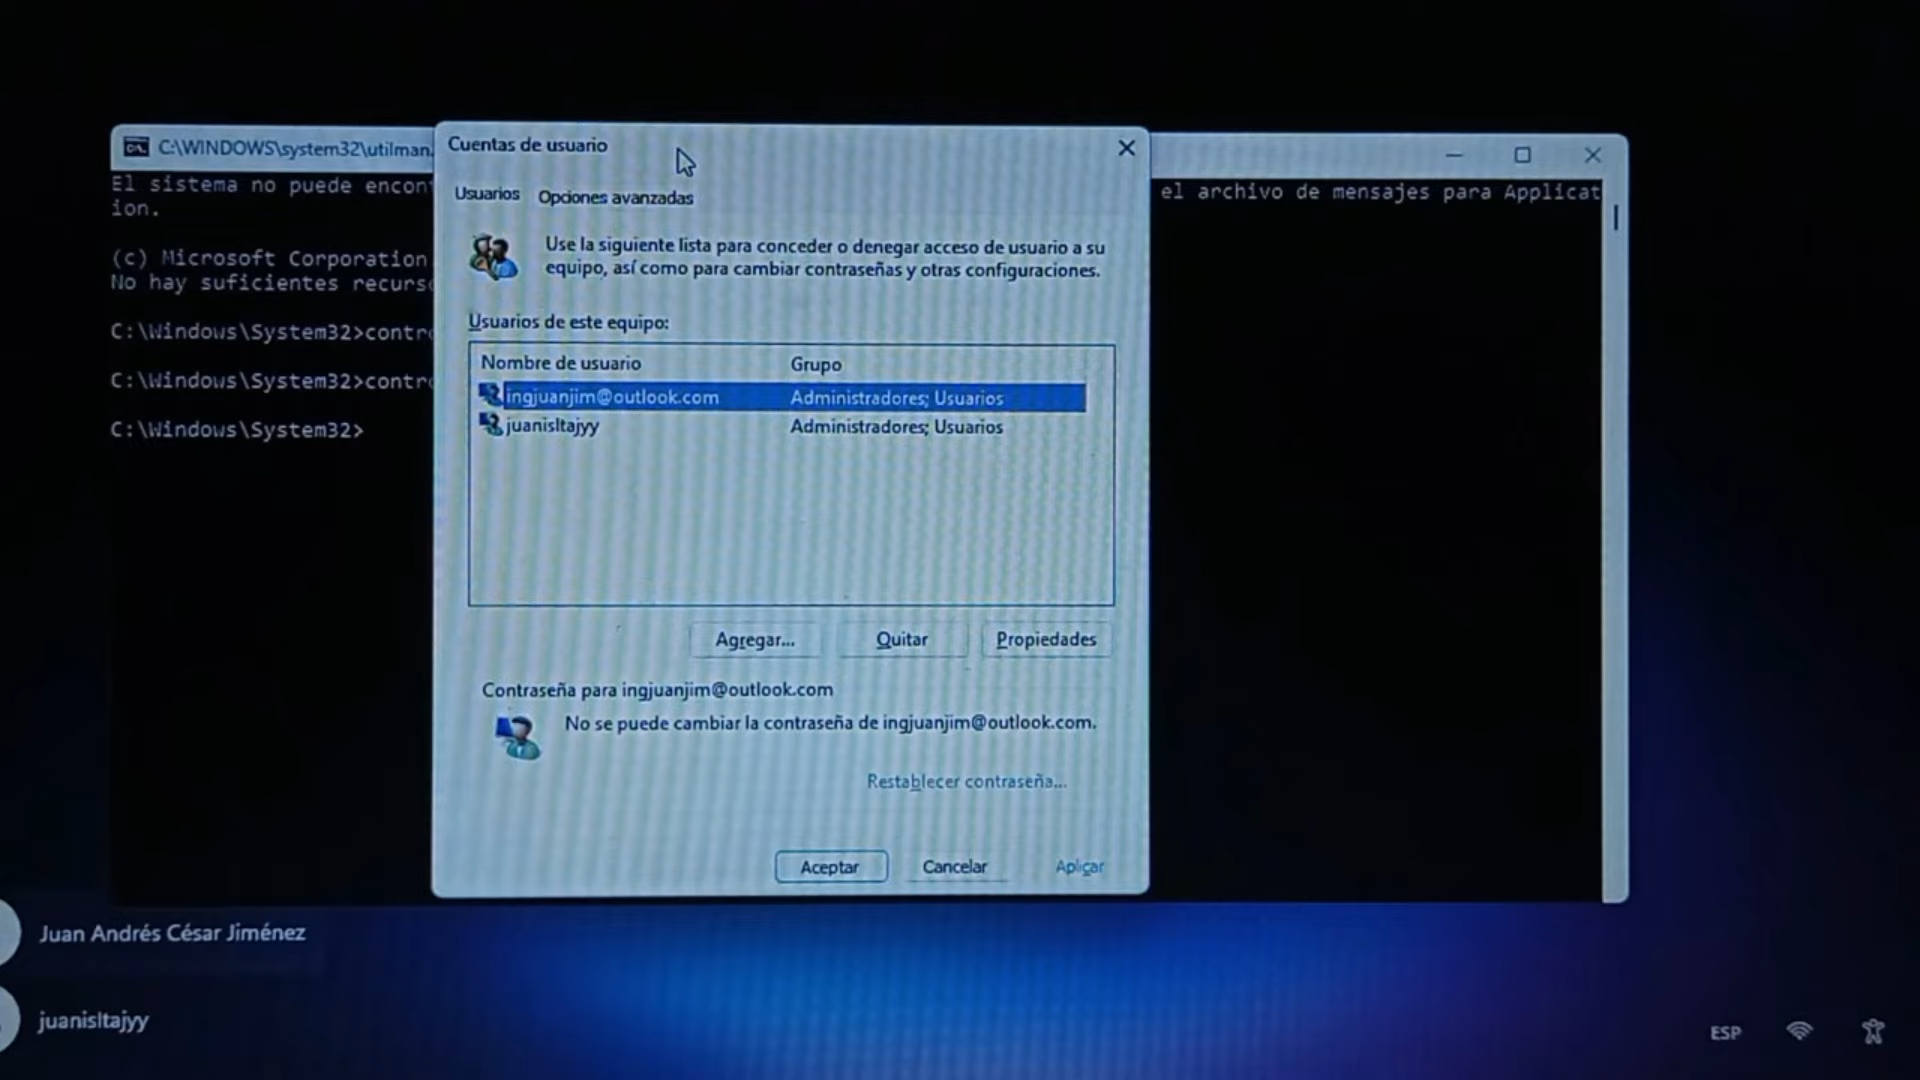 C:\WINDOWS\system32\utilman.
El sistema no puede encont
el archivo de mensajes para Applicat
ion.
(c) Microsoft Corporation
No hay suficientes recurso
C:\Windows\System32>contro
C:\Windows\System32>contro
C:\Windows\System32>
Cuentas de usuario
Usuarios Opciones avanzadas
Use la siguiente lista para conceder o denegar acceso de usuario a su
equipo, así como para cambiar contraseñas y otras configuraciones.
Usuarios de este equipo:
Nombre de usuario Grupo
ingjuanjim@outlook.com Administradores; Usuarios
juanisltajyy Administradores; Usuarios
Agregar... Quitar Propiedades
Contraseña para ingjuanjim@outlook.com
No se puede cambiar la contraseña de ingjuanjim@outlook.com.
Restablecer contraseña...
Aceptar Cancelar Aplicar
Juan Andrés César Jiménez
juanisltajyy
ESP